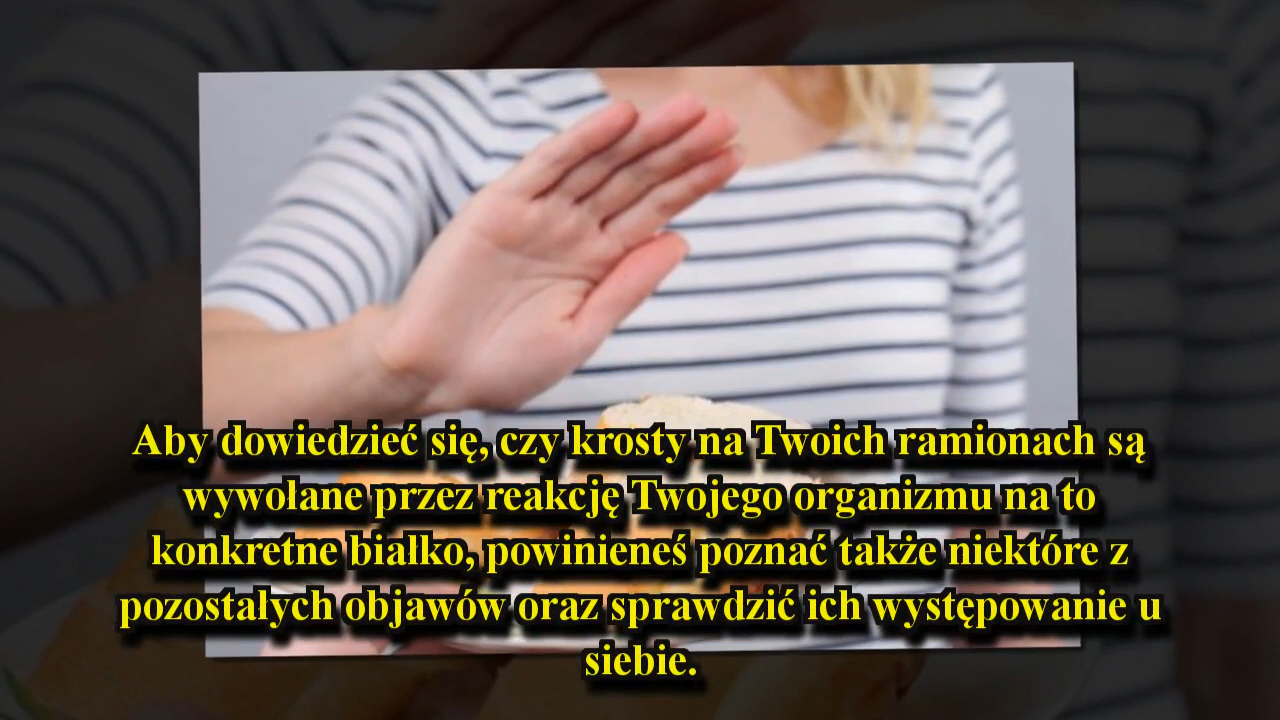 Aby dowiedzieć się, czy krosty na Twoich ramionach są
wywołane przez reakcję Twojego organizmu na to
konkretne białko, powinieneś poznać także niektóre z
pozostałych objawów oraz sprawdzić ich występowanie u
siebie.